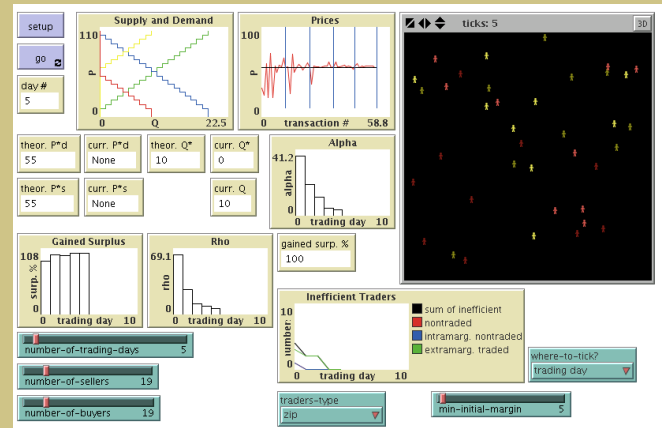 setup
go
day #
5
Supply and Demand
110
P
0
0
Q
22.5
Prices
100
P
0
0
transaction #
58.8
ticks: 5
3D
theor. P*d
55
curr. P*d
None
theor. Q*
10
curr. Q*
0
theor. P*s
55
curr. P*s
None
curr. Q
10
Alpha
41.2
alpha
0
0
trading day
10
Gained Surplus
108
surp. %
0
0
trading day
10
Rho
69.1
rho
0
0
trading day
10
gained surp. %
100
Inefficient Traders
10
number:
0
0
trading day
10
sum of inefficient
nontraded
intramarg. nontraded
extramarg. traded
number-of-trading-days
5
number-of-sellers
19
number-of-buyers
19
where-to-tick?
trading day
traders-type
zip
min-initial-margin
5